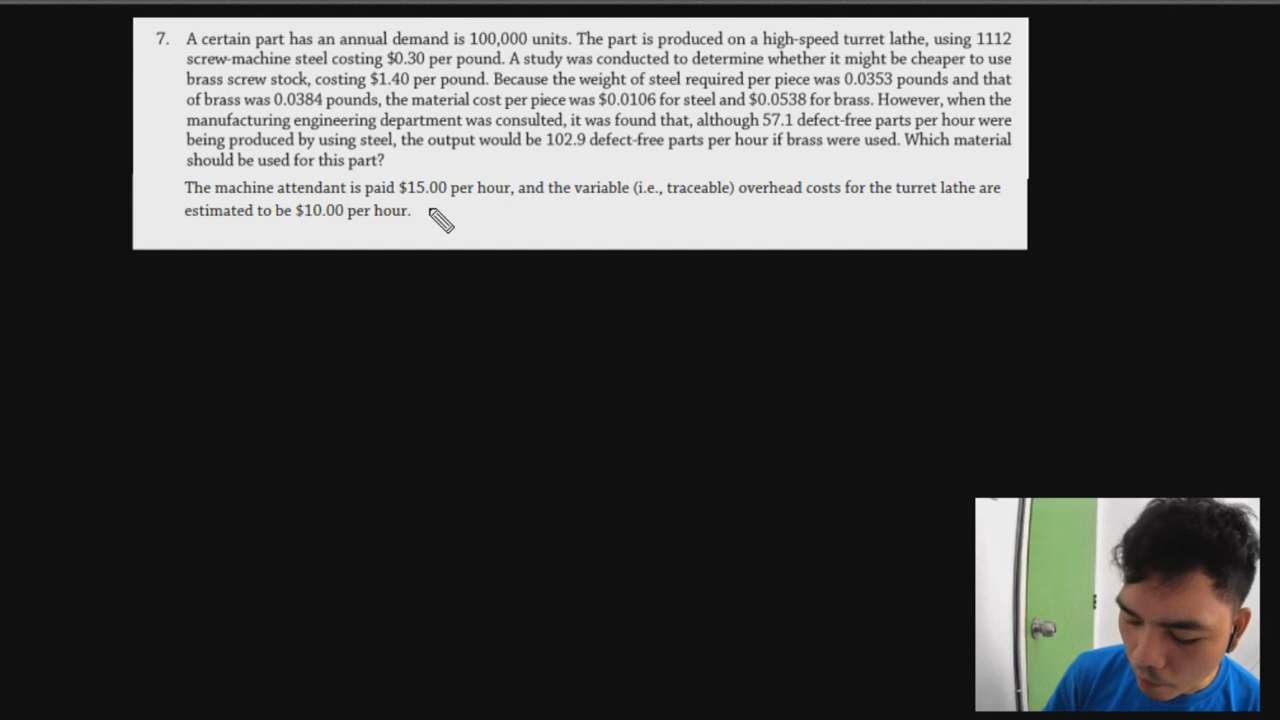 7. A certain part has an annual demand is 100,000 units. The part is produced on a high-speed turret lathe, using 1112
screw-machine steel costing $0.30 per pound. A study was conducted to determine whether it might be cheaper to use
brass screw stock, costing $1.40 per pound. Because the weight of steel required per piece was 0.0353 pounds and that
of brass was 0.0384 pounds, the material cost per piece was $0.0106 for steel and $0.0538 for brass. However, when the
manufacturing engineering department was consulted, it was found that, although 57.1 defect-free parts per hour were
being produced by using steel, the output would be 102.9 defect-free parts per hour if brass were used. Which material
should be used for this part?
The machine attendant is paid $15.00 per hour, and the variable (i.e., traceable) overhead costs for the turret lathe are
estimated to be $10.00 per hour.